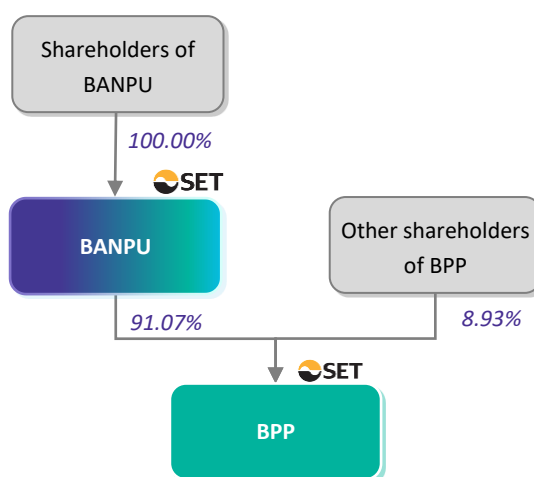 Shareholders of
BANPU
100.00%
SET
BANPU
Other shareholders
of BPP
91.07%
8.93%
SET
BPP